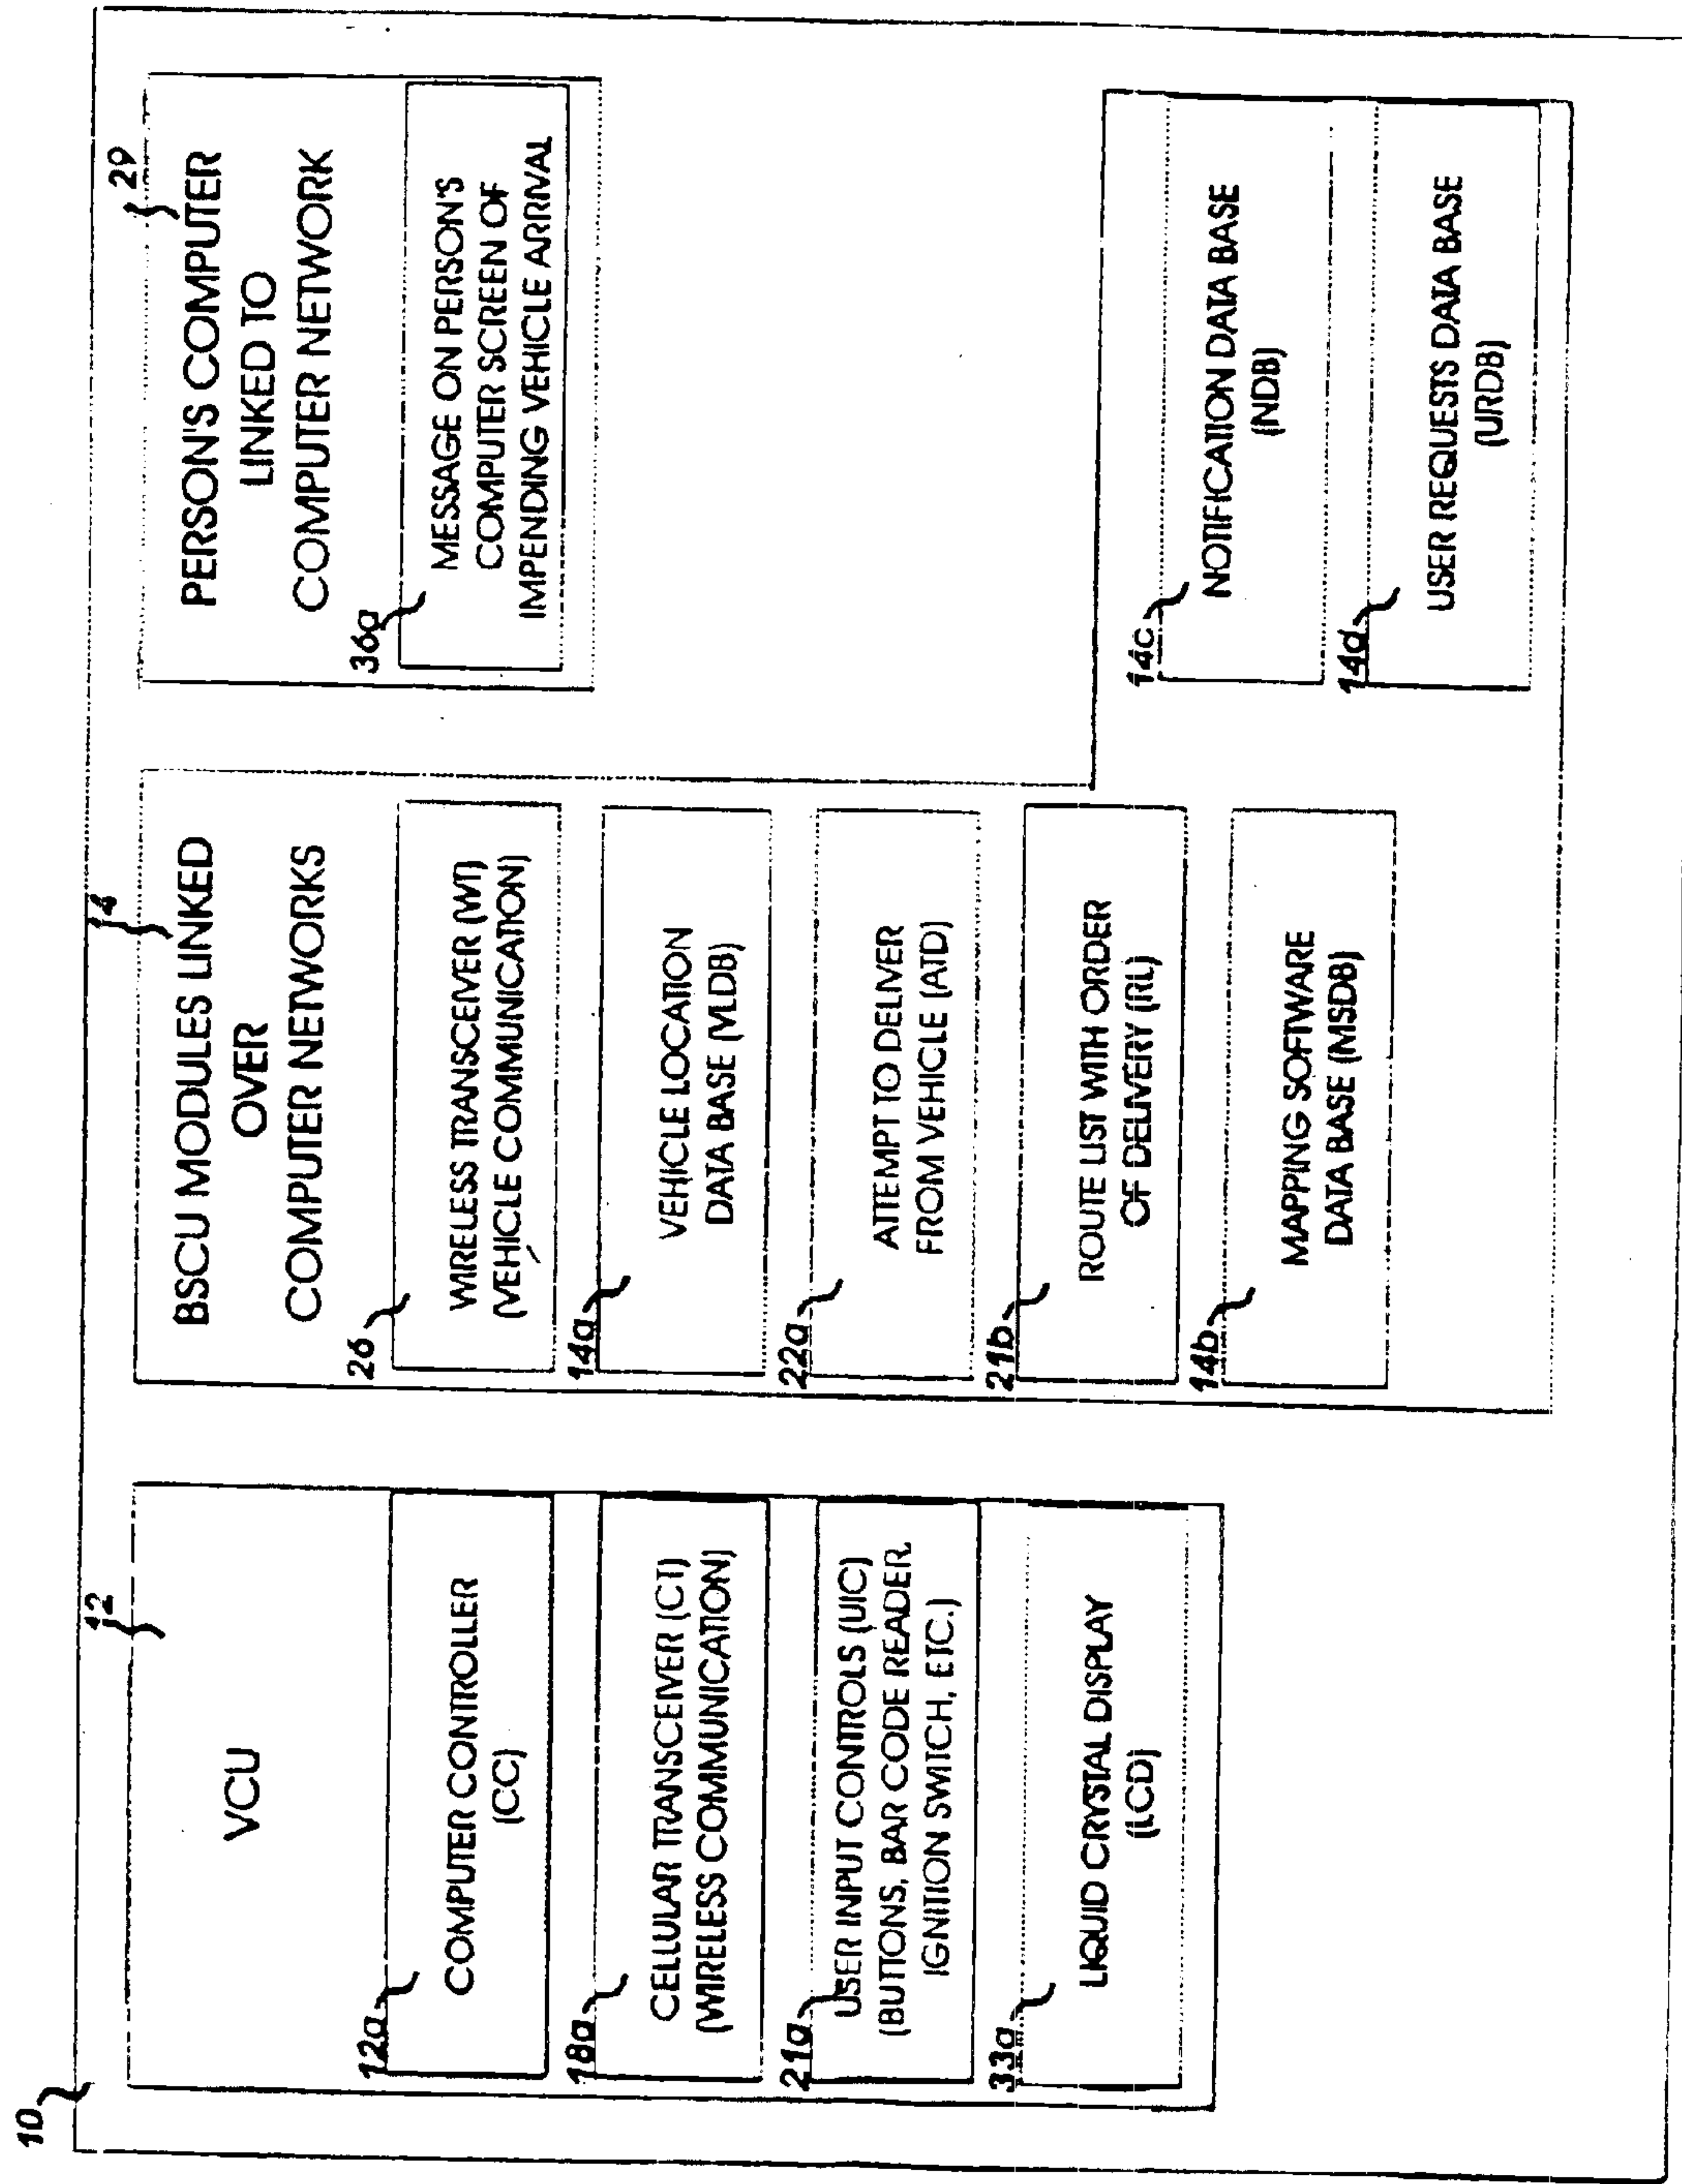 10
12
VCU
12a
COMPUTER CONTROLLER
(CC)
18a
CELLULAR TRANSCEIVER (CT)
(WIRELESS COMMUNICATION)
21a
USER INPUT CONTROLS (UIC)
(BUTTONS, BAR CODE READER.
IGNITION SWITCH, ETC.)
33a
LIQUID CRYSTAL DISPLAY
(LCD)
14
BSCU MODULES LINKED
OVER
COMPUTER NETWORKS
26
WIRELESS TRANSCEIVER (WT)
(VEHICLE COMMUNICATION)
14a
VEHICLE LOCATION
DATA BASE (VLDB)
22a
ATTEMPT TO DELIVER
FROM VEHICLE (ATD)
21b
ROUTE LIST WITH ORDER
OF DELIVERY (RL)
14b
MAPPING SOFTWARE
DATA BASE (MSDB)
29
PERSON'S COMPUTER
LINKED TO
COMPUTER NETWORK
36a
MESSAGE ON PERSON'S
COMPUTER SCREEN OF
IMPENDING VEHICLE ARRIVAL
14c
NOTIFICATION DATA BASE
(NDB)
14d
USER REQUESTS DATA BASE
(URDB)